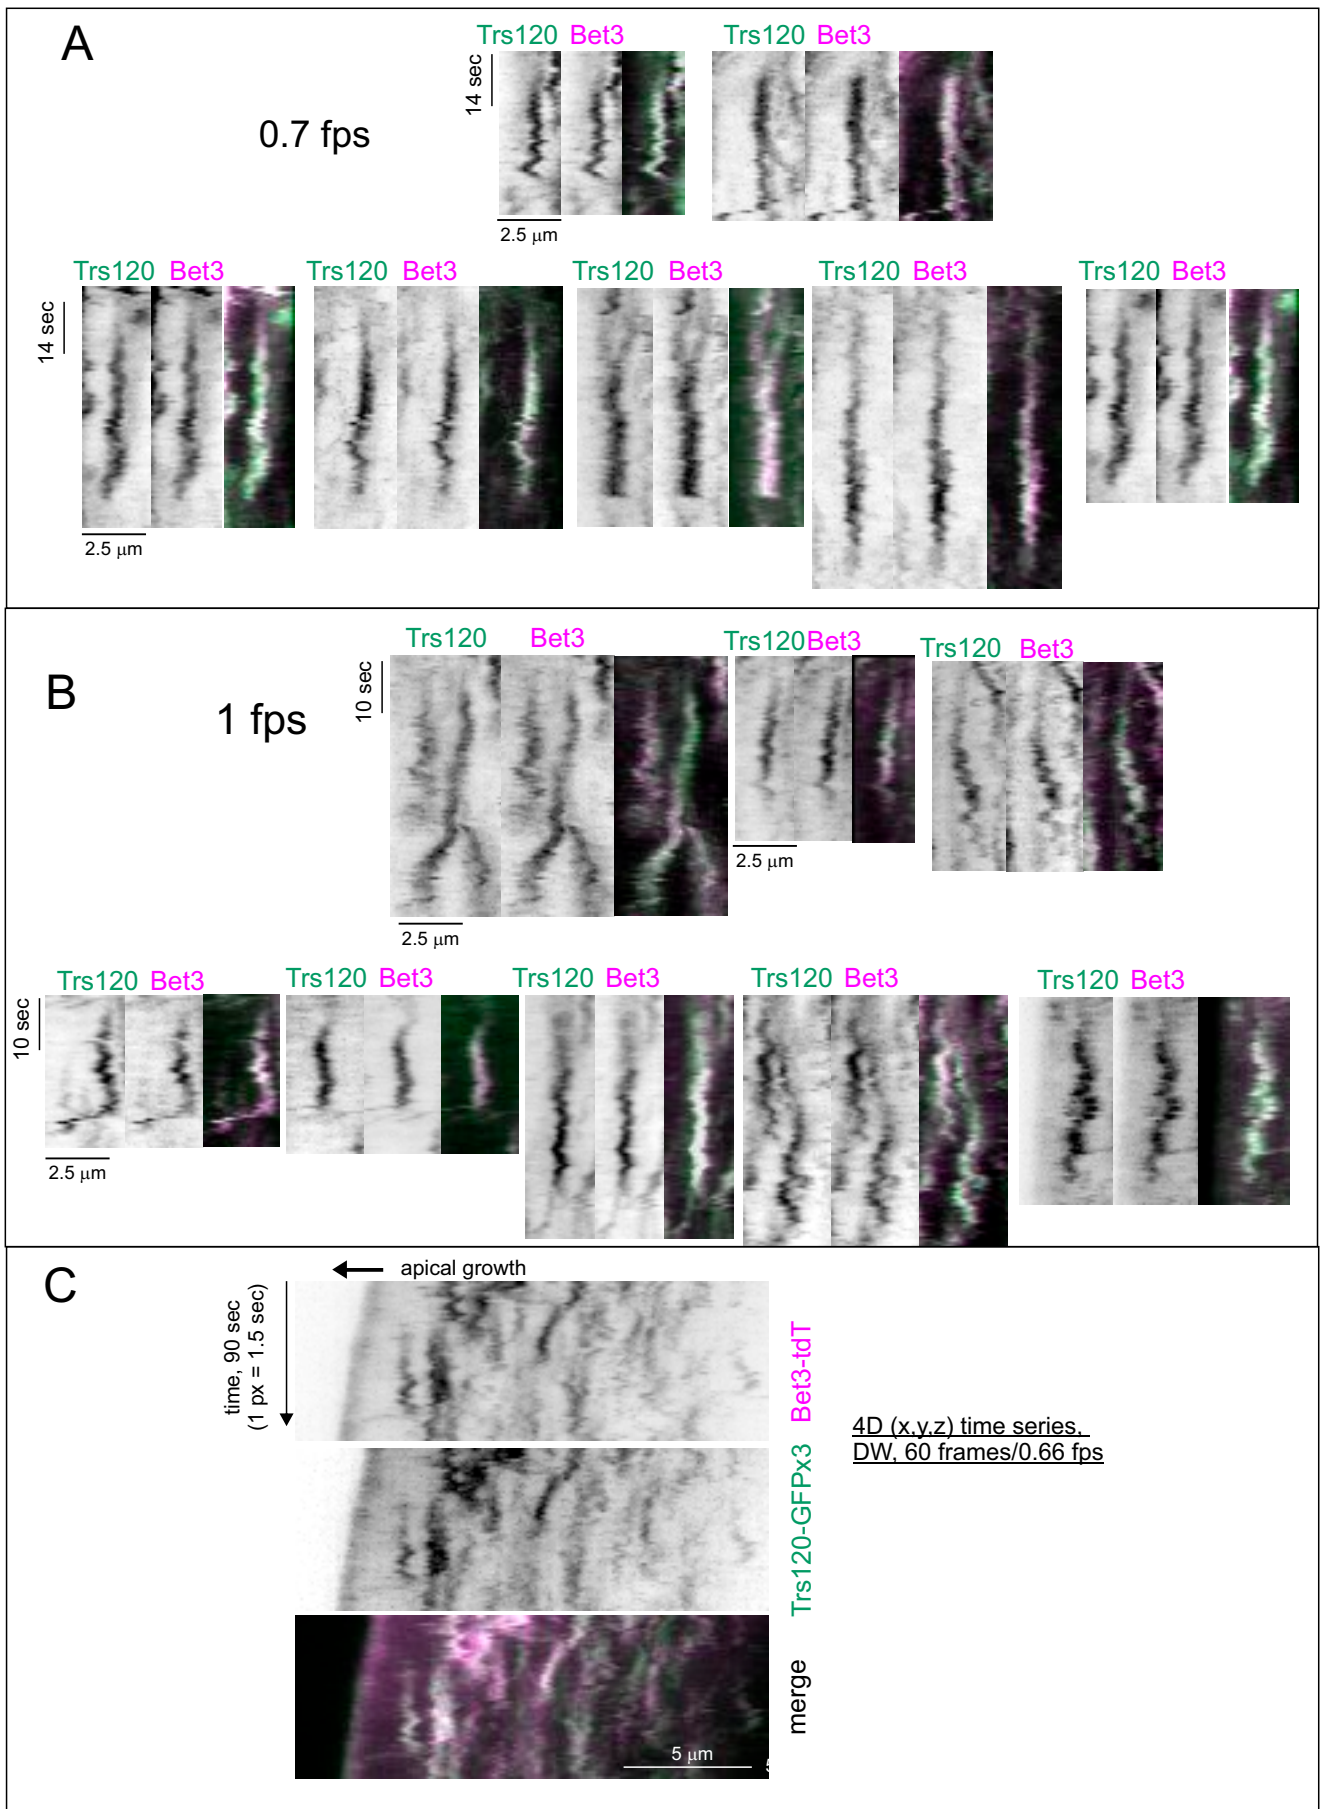 A
0.7 fps
Trs120 Bet3
Trs120 Bet3
14 sec
2.5 μm
Trs120 Bet3
Trs120 Bet3
Trs120 Bet3
Trs120 Bet3
Trs120 Bet3
14 sec
2.5 μm
B
1 fps
Trs120 Bet3
Trs120 Bet3
Trs120 Bet3
10 sec
2.5 μm
2.5 μm
Trs120 Bet3
Trs120 Bet3
Trs120 Bet3
Trs120 Bet3
Trs120 Bet3
10 sec
2.5 μm
C
apical growth
time, 90 sec
(1 px = 1.5 sec)
Bet3-tdT
Trs120-GFPx3
merge
4D (x,y,z) time series,
DW, 60 frames/0.66 fps
5 μm